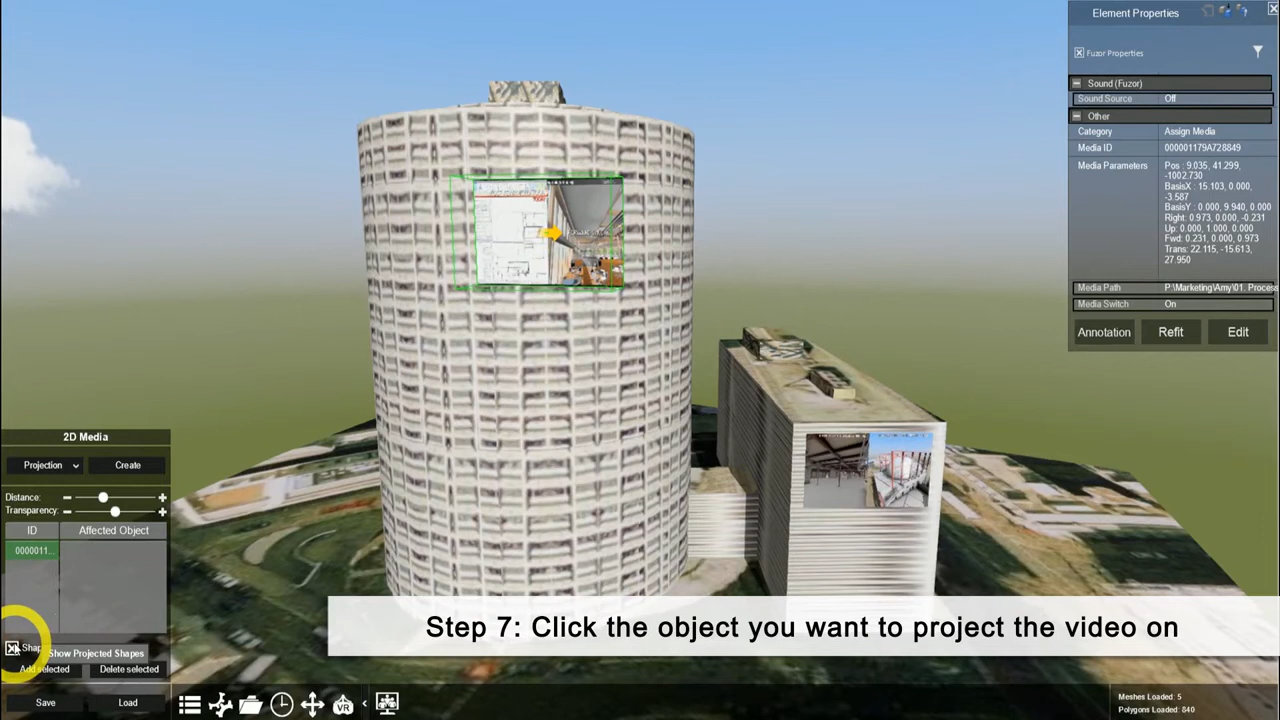 Element Properties
Fuzor Properties
Sound (Fuzor)
Sound Source Off
Other
Category Assign Media
Media ID 000001179A728849
Media Parameters Pos : 9.035, 41.299,
-1002.730
BasisX : 15.103, 0.000,
-3.587
BasisY : 0.000, 9.940, 0.000
Right: 0.973, 0.000, -0.231
Up: 0.000, 1.000, 0.000
Fwd: 0.231, 0.000, 0.973
Trans: 22.115, -15.613,
27.950
Media Path P:\Marketing\Amy\01. Process
Media Switch On
Annotation Refit Edit
2D Media
Projection Create
Distance:
Transparency:
ID Affected Object
0000011...
Show Projected Shapes
Add selected Delete selected
Save Load
VR
Step 7: Click the object you want to project the video on
Meshes Loaded: 5
Polygons Loaded: 840